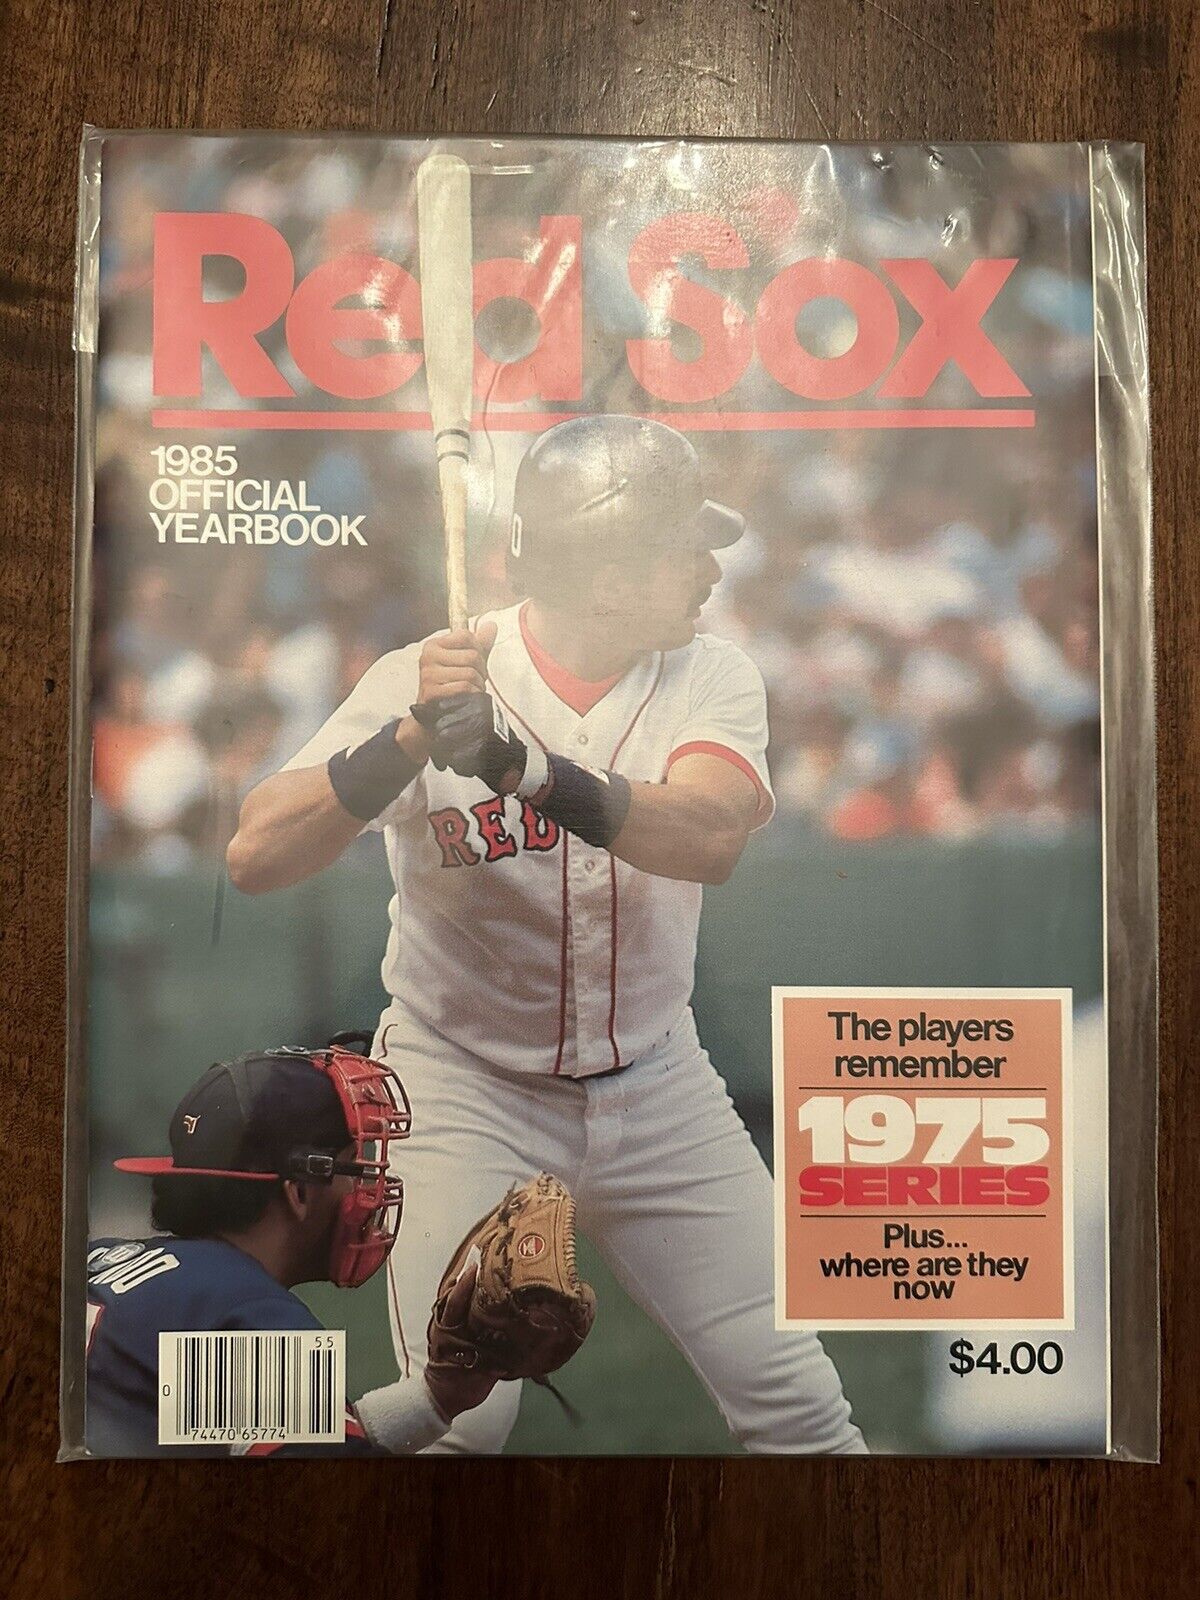 Red Sox
1985
OFFICIAL
YEARBOOK
RED
The players
remember
1975
SERIES
Plus...
where are they
now
$4.00
55
0
74470 65774